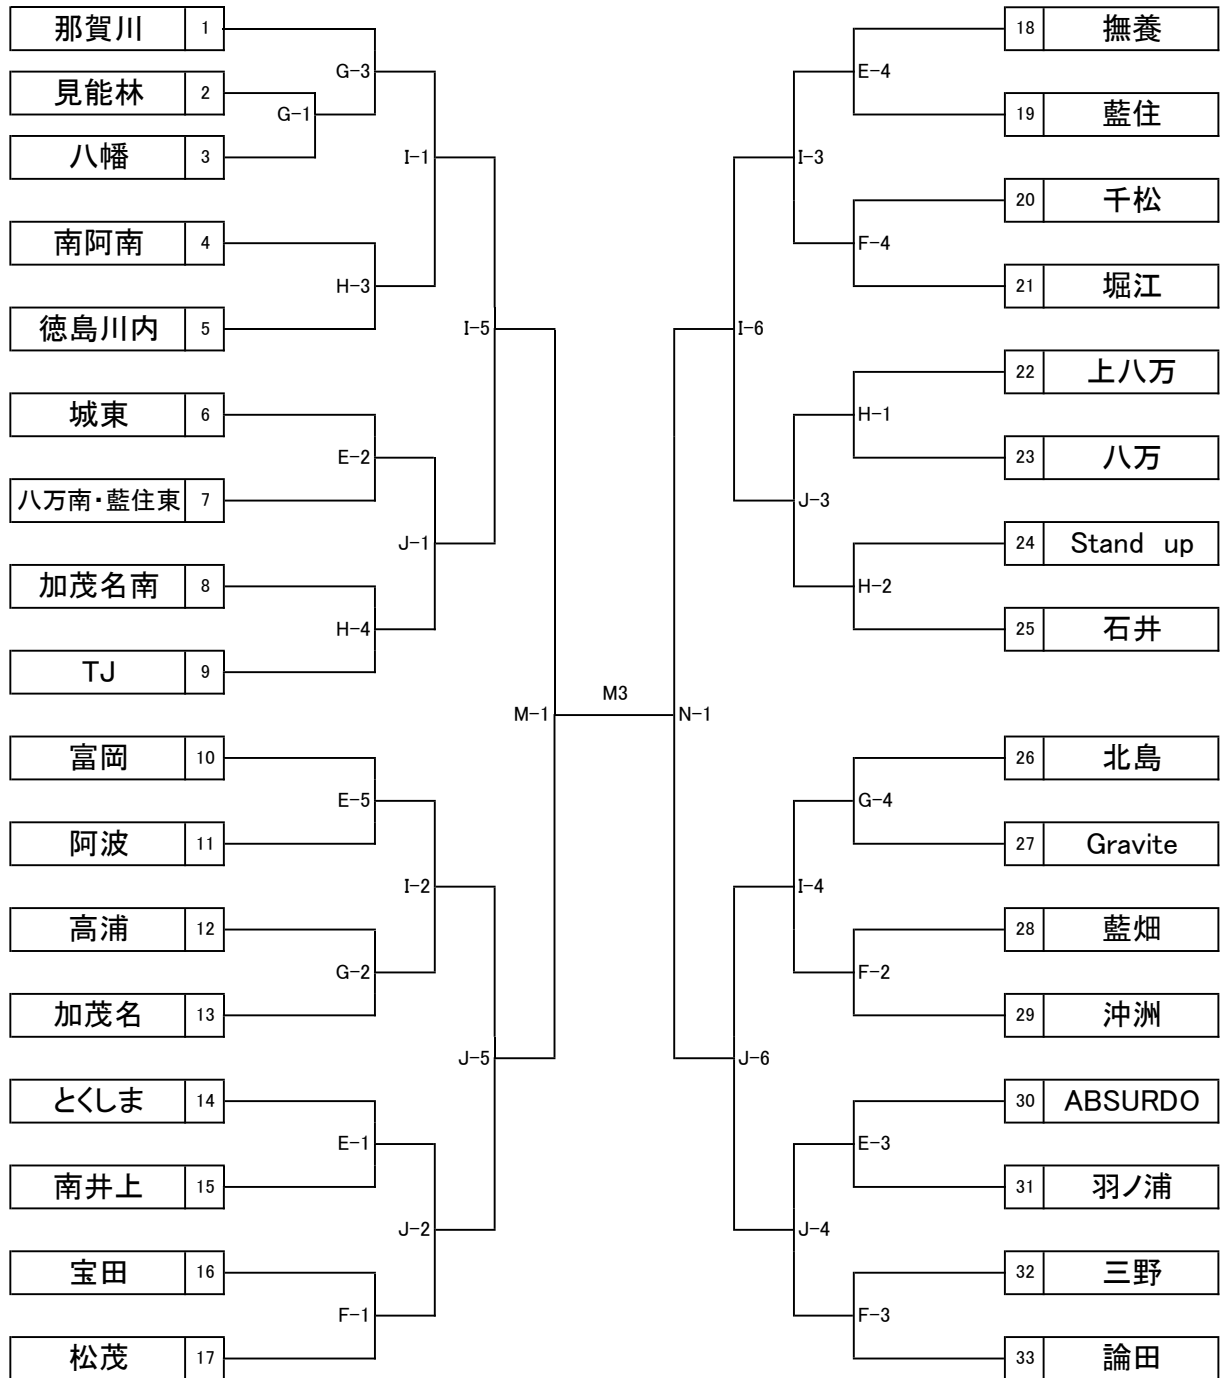 那賀川 1
G-3
見能林 2
G-1
八幡 3
I-1
南阿南 4
H-3
徳島川内 5
I-5
城東 6
E-2
八万南・藍住東 7
J-1
加茂名南 8
H-4
TJ 9
M-1
富岡 10
E-5
阿波 11
I-2
高浦 12
G-2
加茂名 13
J-5
とくしま 14
E-1
南井上 15
J-2
宝田 16
F-1
松茂 17
M3
18 撫養
E-4
19 藍住
I-3
20 千松
F-4
21 堀江
I-6
22 上八万
H-1
23 八万
J-3
24 Stand up
H-2
25 石井
N-1
26 北島
G-4
27 Gravite
I-4
28 藍畑
F-2
29 沖洲
J-6
30 ABSURDO
E-3
31 羽ノ浦
J-4
32 三野
F-3
33 論田